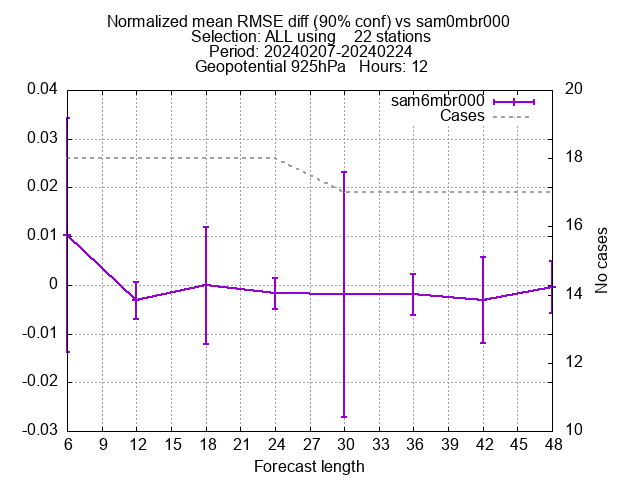 Normalized mean RMSE diff (90% conf) vs sam0mbr000
Selection: ALL using    22 stations
Period: 20240207-20240224
Geopotential 925hPa   Hours: 12
sam6mbr000
Cases
0.04
0.03
0.02
0.01
0
-0.01
-0.02
-0.03
20
18
16
14
12
10
No cases
6 9 12 15 18 21 24 27 30 33 36 39 42 45 48
Forecast length